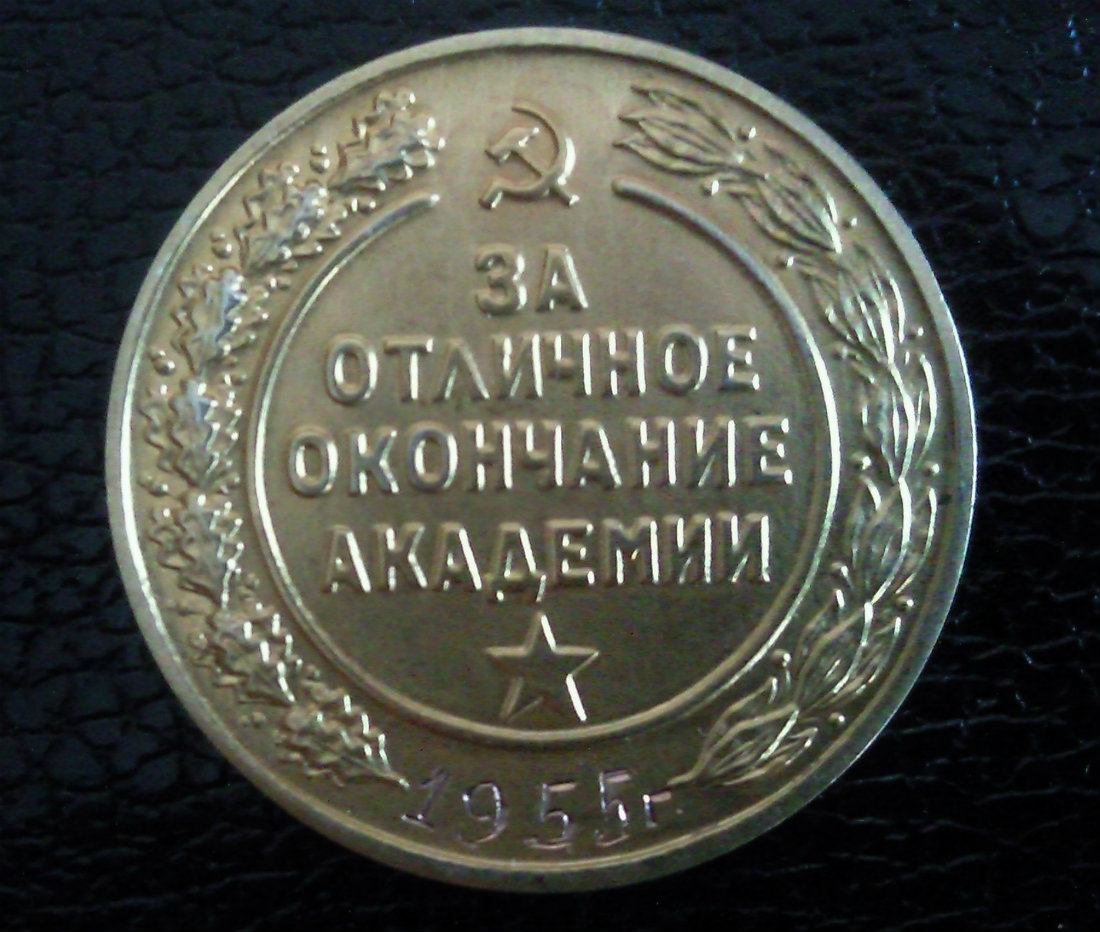 ЗА
ОТЛИЧНОЕ
ОКОНЧАНИЕ
АКАДЕМИИ
1955г.